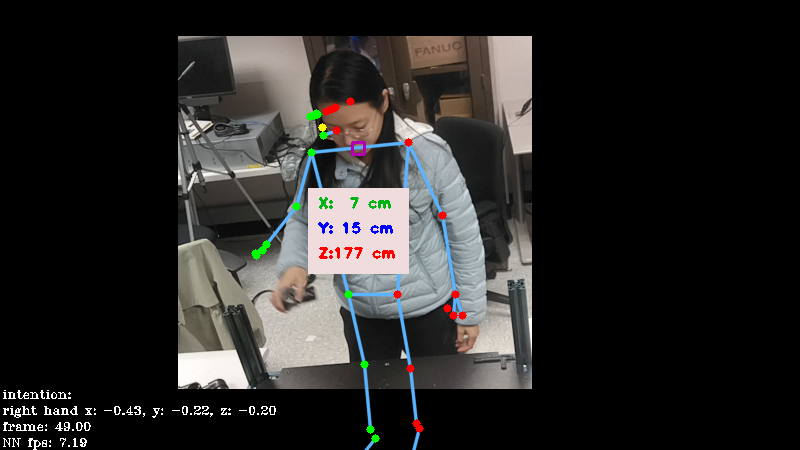 FANUC
X: 7 cm
Y: 15 cm
Z:177 cm
intention:
right hand x: -0.43, y: -0.22, z: -0.20
frame: 49.00
NN fps: 7.19